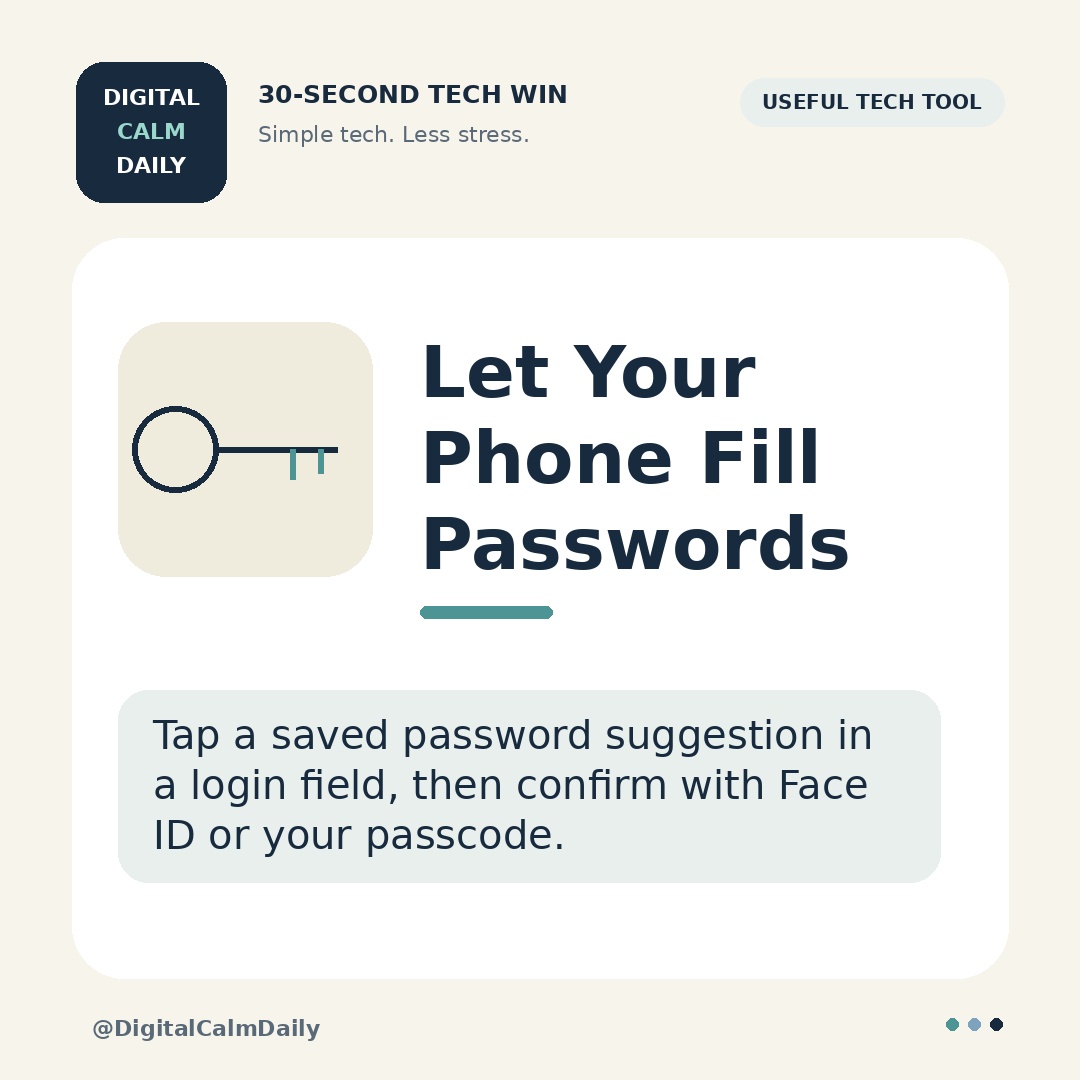 DIGITAL
CALM
DAILY
30-SECOND TECH WIN
Simple tech. Less stress.
USEFUL TECH TOOL
Let Your
Phone Fill
Passwords
Tap a saved password suggestion in
a login field, then confirm with Face
ID or your passcode.
@DigitalCalmDaily